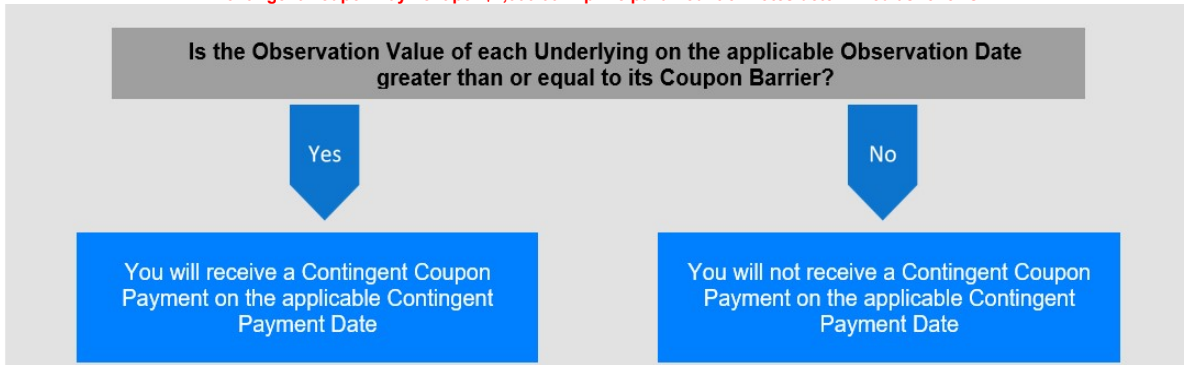 Is the Observation Value of each Underlying on the applicable Observation Date
greater than or equal to its Coupon Barrier?
Yes
No
You will receive a Contingent Coupon
Payment on the applicable Contingent
Payment Date
You will not receive a Contingent Coupon
Payment on the applicable Contingent
Payment Date